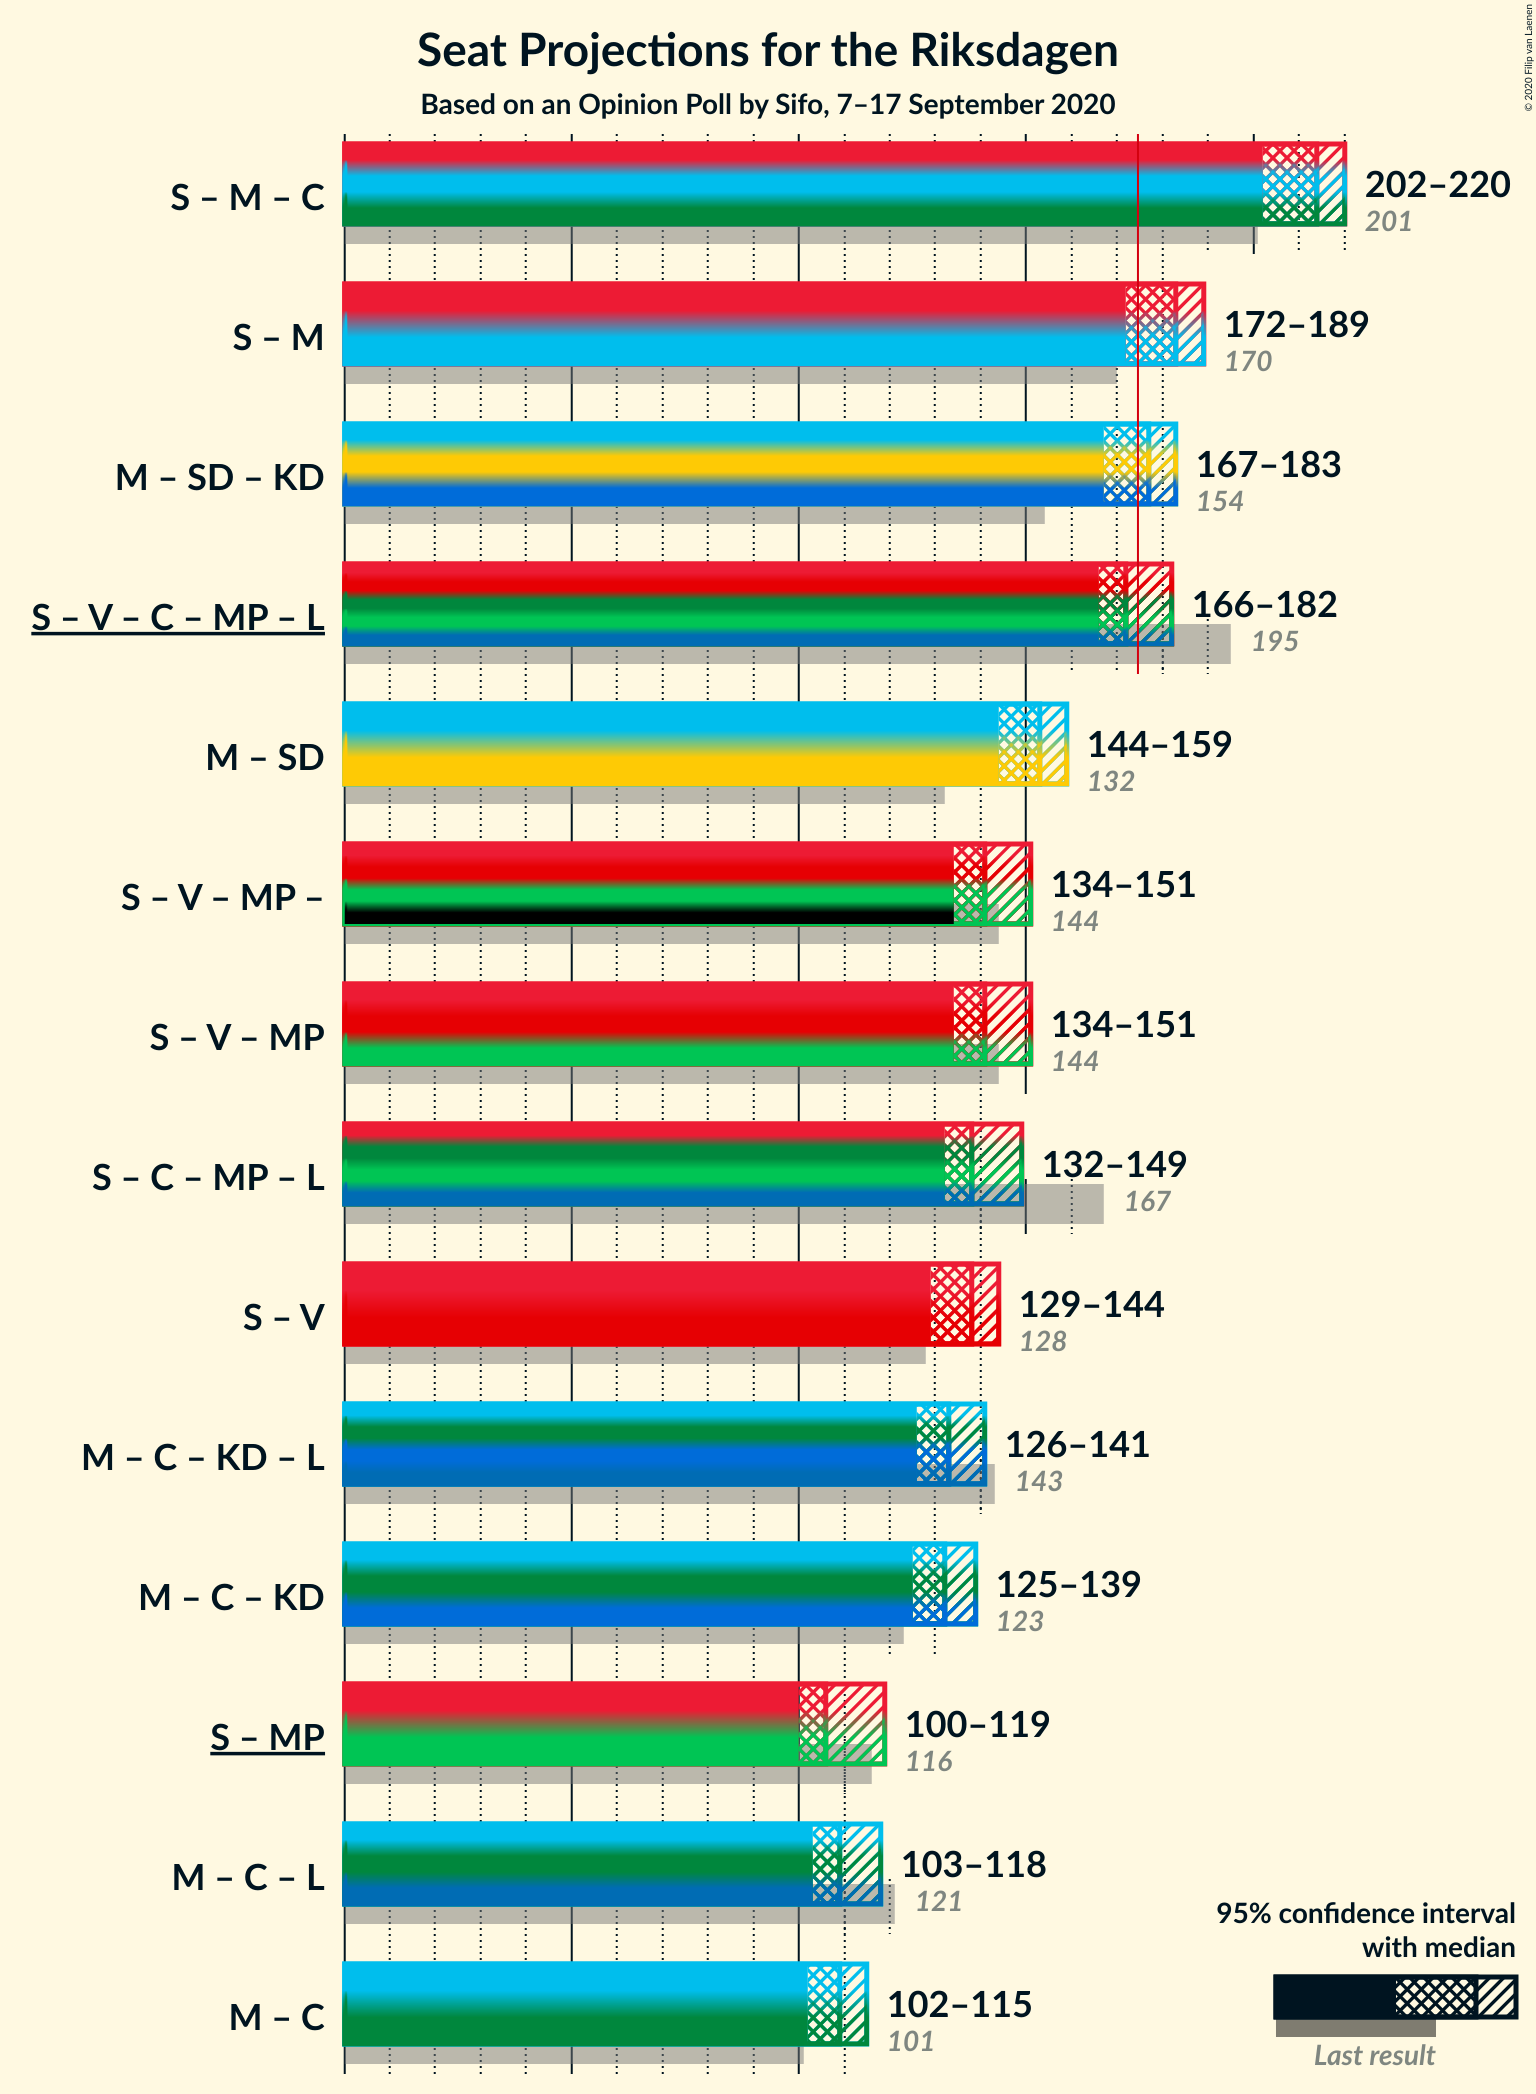 Seat Projections for the Riksdagen
Based on an Opinion Poll by Sifo, 7–17 September 2020
© 2020 Filip van Laenen
S – M – C
202–220
201
S – M
172–189
170
M – SD – KD
167–183
154
S – V – C – MP – L
166–182
195
M – SD
144–159
132
S – V – MP –
134–151
144
S – V – MP
134–151
144
S – C – MP – L
132–149
167
S – V
129–144
128
M – C – KD – L
126–141
143
M – C – KD
125–139
123
S – MP
100–119
116
M – C – L
103–118
121
M – C
102–115
101
95% confidence interval
with median
Last result